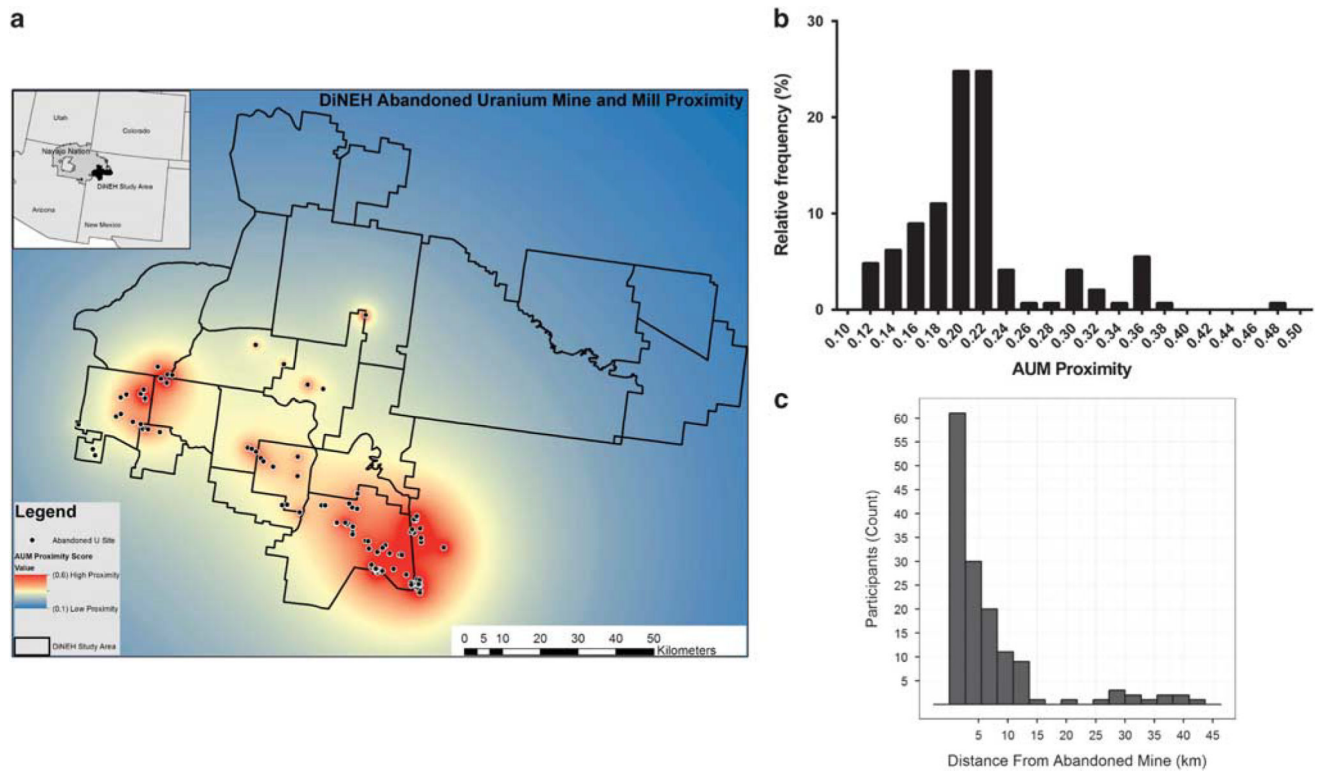 a
DiNEH Abandoned Uranium Mine and Mill Proximity
Utah
Colorado
Navajo Nation
DiNEH Study Area
Arizona
New Mexico
Legend
Abandoned U Site
AUM Proximity Score
Value
(0.6) High Proximity
(0.1) Low Proximity
DiNEH Study Area
0 5 10 20 30 40 50
Kilometers
b
Relative frequency (%)
30
20
10
0
0.10 0.12 0.14 0.16 0.18 0.20 0.22 0.24 0.26 0.28 0.30 0.32 0.34 0.36 0.38 0.40 0.42 0.44 0.46 0.48 0.50
AUM Proximity
c
Participants (Count)
60
55
50
45
40
35
30
25
20
15
10
5
5 10 15 20 25 30 35 40 45
Distance From Abandoned Mine (km)